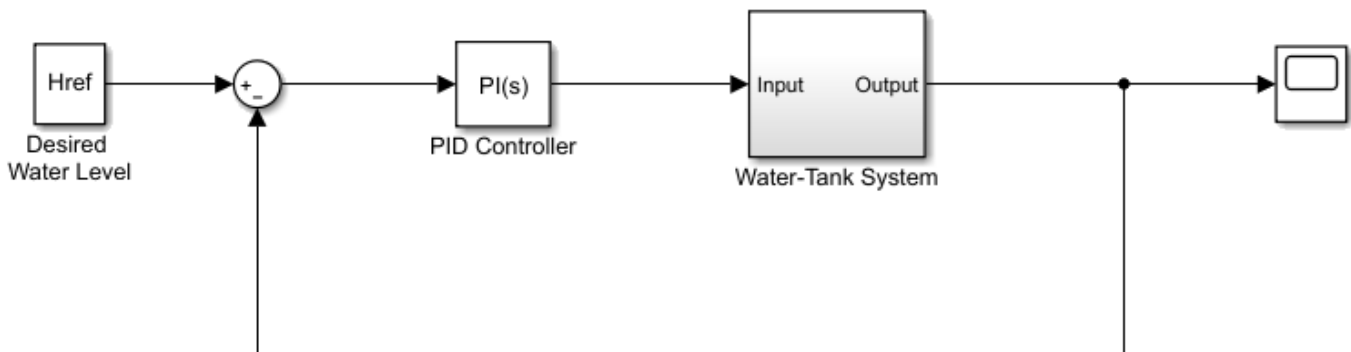 Href
Desired
Water Level
+
−
PI(s)
PID Controller
Input
Output
Water-Tank System